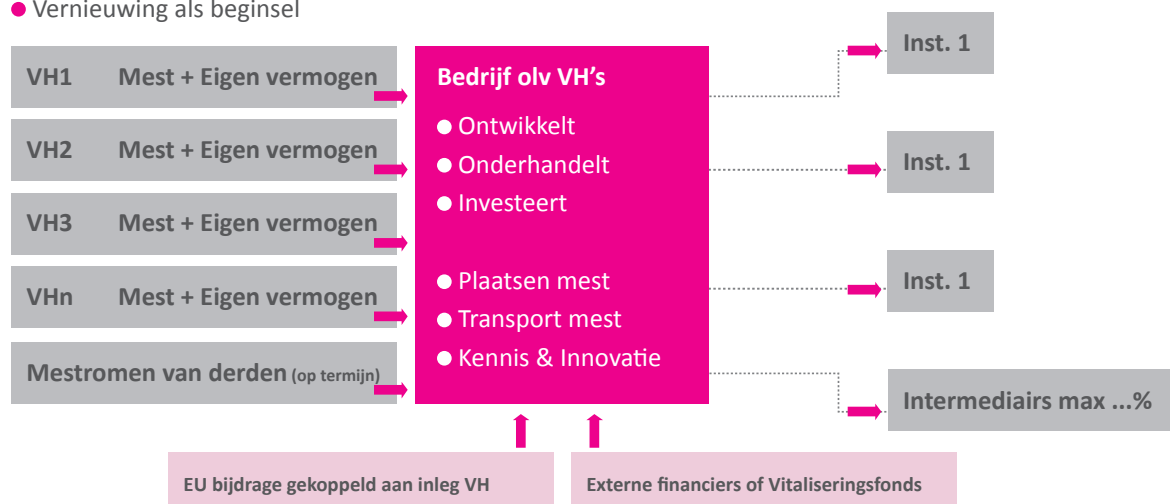 Vernieuwing als beginsel
VH1 Mest + Eigen vermogen
VH2 Mest + Eigen vermogen
VH3 Mest + Eigen vermogen
VHn Mest + Eigen vermogen
Mestromen van derden (op termijn)
Bedrijf olv VH’s
Ontwikkelt
Onderhandelt
Investeert
Plaatsen mest
Transport mest
Kennis & Innovatie
Inst. 1
Inst. 1
Inst. 1
Intermediairs max ...%
EU bijdrage gekoppeld aan inleg VH
Externe financiers of Vitaliseringsfonds